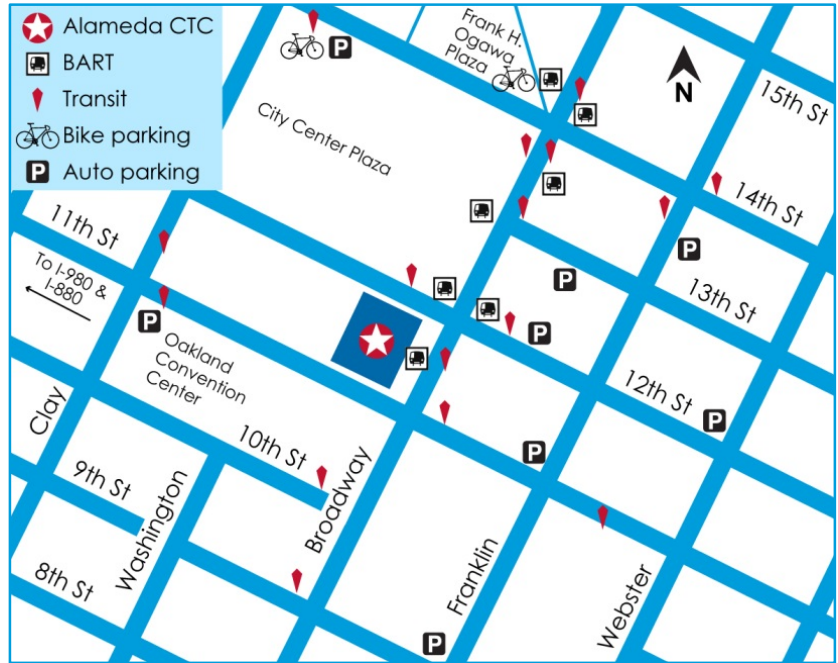 Alameda CTC
BART
Transit
Bike parking
P Auto parking
P
Frank H.
Ogawa
Plaza
N
15th St
City Center Plaza
14th St
11th St
To I-980 &
I-880
P
P
13th St
P
P
Oakland
Convention
Center
12th St
P
Clay
10th St
P
9th St
Washington
Broadway
8th St
Franklin
Webster
P